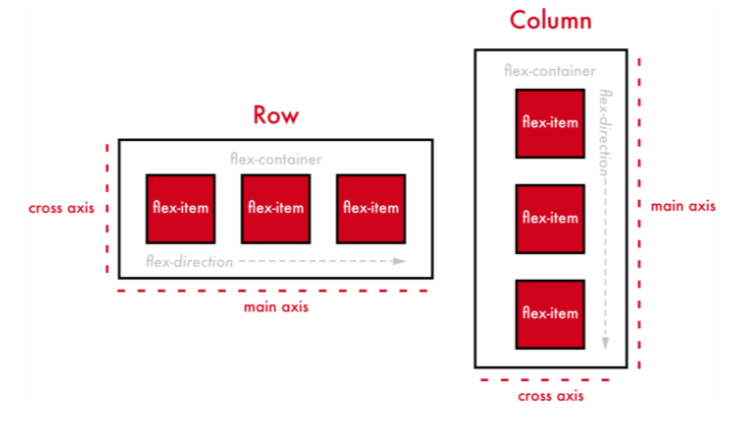 Row
flex-container
cross axis
flex-item
flex-item
flex-item
flex-direction
main axis
Column
flex-container
flex-direction
flex-item
flex-item
flex-item
main axis
cross axis